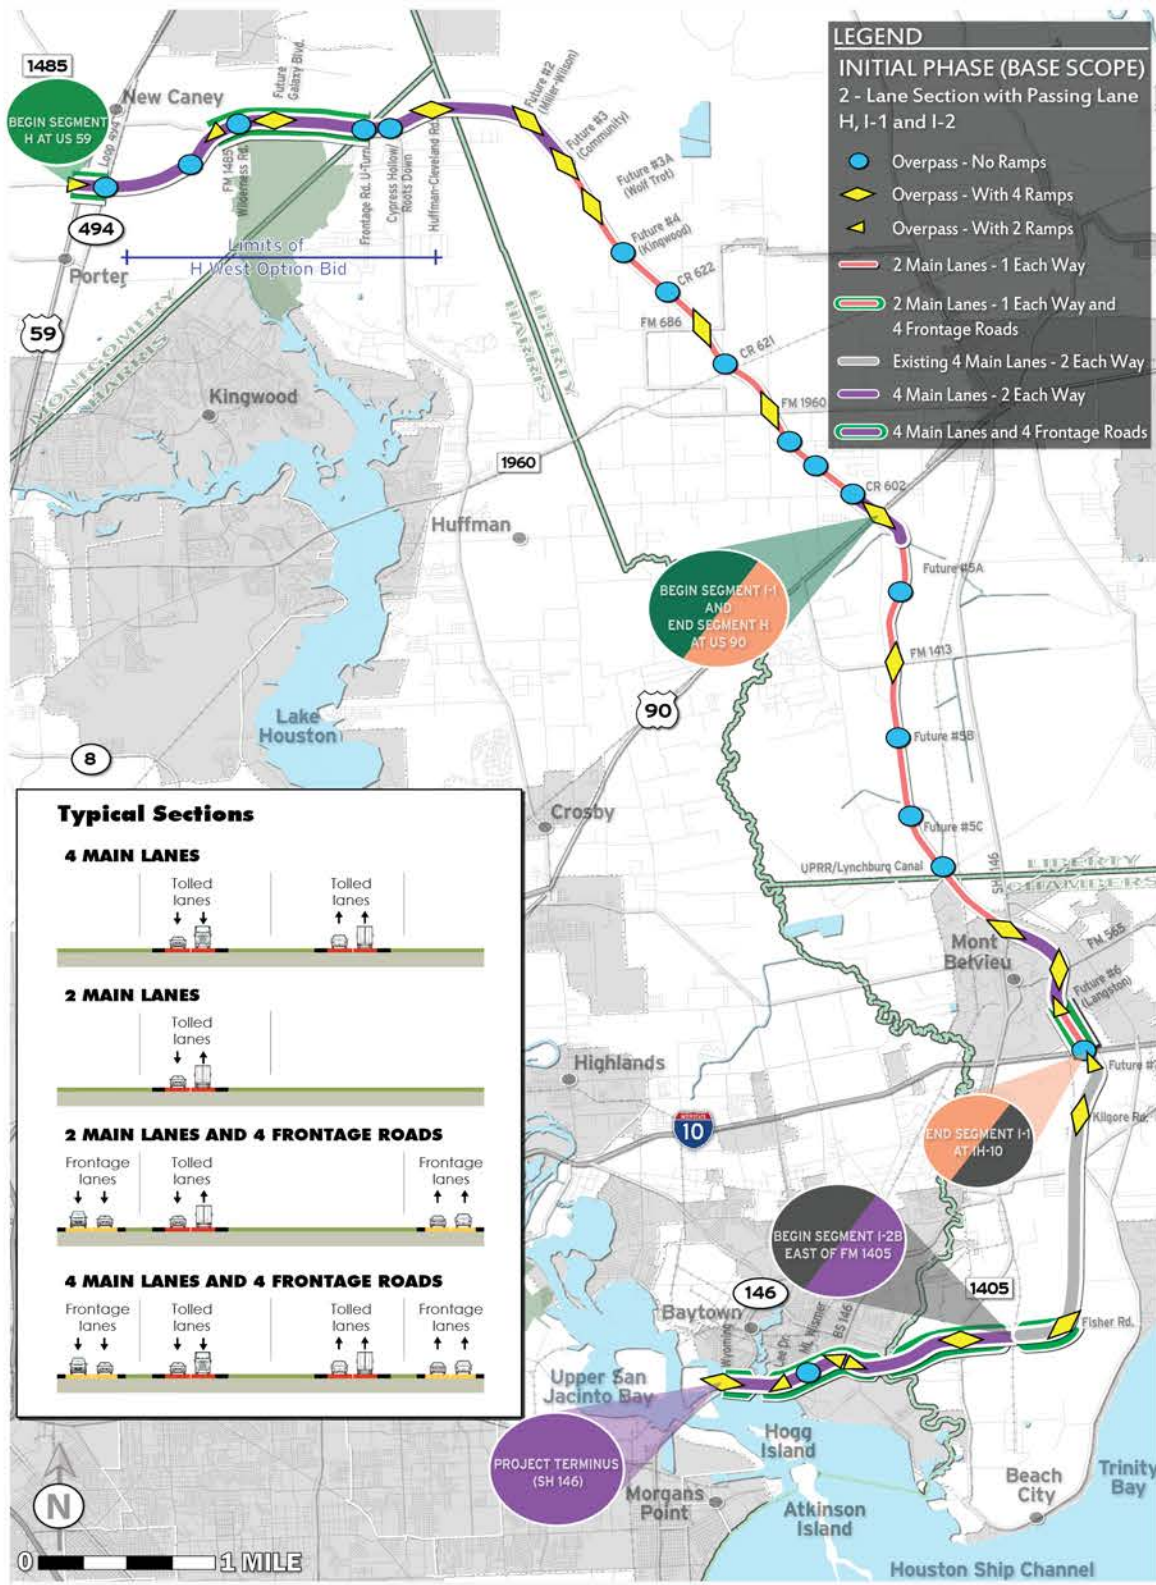 LEGEND
INITIAL PHASE (BASE SCOPE)
2 - Lane Section with Passing Lane
H, I-1 and I-2
Overpass - No Ramps
Overpass - With 4 Ramps
Overpass - With 2 Ramps
2 Main Lanes - 1 Each Way
2 Main Lanes - 1 Each Way and
4 Frontage Roads
Existing 4 Main Lanes - 2 Each Way
4 Main Lanes - 2 Each Way
4 Main Lanes and 4 Frontage Roads
1485
New Caney
BEGIN SEGMENT
H AT US 59
Loop 494
494
Porter
59
FM 1485
Wilderness Rd.
Future
Galaxy Blvd.
Frontage Rd. U-Turn
Cypress Hollow/
Roots Down
Huffman-Cleveland Rd.
Future #2
(Miller-Wilson)
Future #3
(Community)
Future #3A
(Wolf Trot)
Future #4
(Kingwood)
Limits of
H West Option Bid
MONTGOMERY
HARRIS
LIBERTY
HARRIS
CR 622
FM 686
CR 621
FM 1960
CR 602
Kingwood
1960
Huffman
BEGIN SEGMENT I-1
AND
END SEGMENT H
AT US 90
Future #5A
FM 1413
90
Future #5B
Lake
Houston
8
Crosby
Future #5C
UPRR/Lynchburg Canal
SH 146
LIBERTY
CHAMBERS
Mont
Belvieu
FM 565
Future #6
(Langston)
Highlands
Future #7
Kilgore Rd.
INTERSTATE
10
END SEGMENT I-1
AT IH-10
BEGIN SEGMENT I-2B
EAST OF FM 1405
1405
146
Baytown
Fisher Rd.
Wyoming
Lee Dr.
ML Wismer
BS 146
Upper San
Jacinto Bay
Hogg
Island
PROJECT TERMINUS
(SH 146)
Morgans
Point
Atkinson
Island
Beach
City
Trinity
Bay
Houston Ship Channel
Typical Sections
4 MAIN LANES
Tolled
lanes
Tolled
lanes
2 MAIN LANES
Tolled
lanes
2 MAIN LANES AND 4 FRONTAGE ROADS
Frontage
lanes
Tolled
lanes
Frontage
lanes
4 MAIN LANES AND 4 FRONTAGE ROADS
Frontage
lanes
Tolled
lanes
Tolled
lanes
Frontage
lanes
N
0 1 MILE